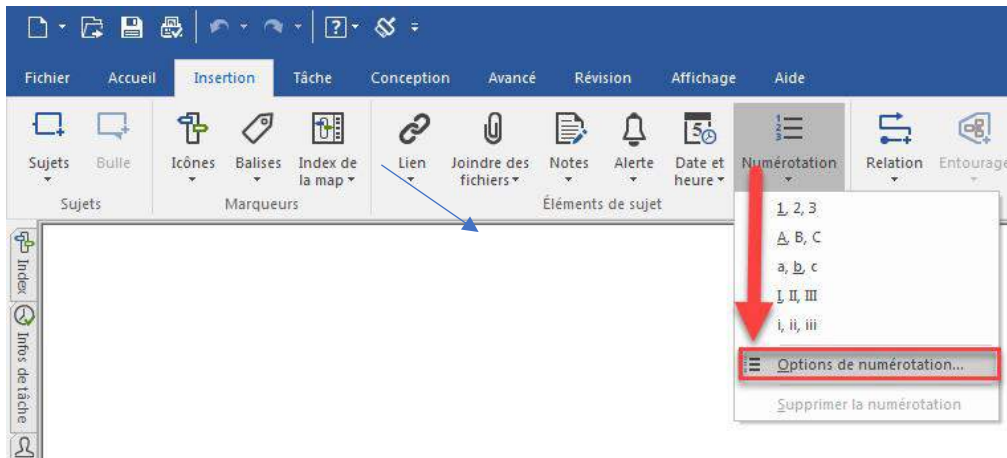 Fichier Accueil Insertion Tâche Conception Avancé Révision Affichage Aide
Sujets Bulle Icônes Balises Index de la map Lien Joindre des fichiers Notes Alerte Date et heure Numérotation Relation Entourage
Sujets Marqueurs Éléments de sujet
1, 2, 3
A, B, C
a, b, c
I, II, III
i, ii, iii
Options de numérotation...
Supprimer la numérotation
Index
Infos de tâche